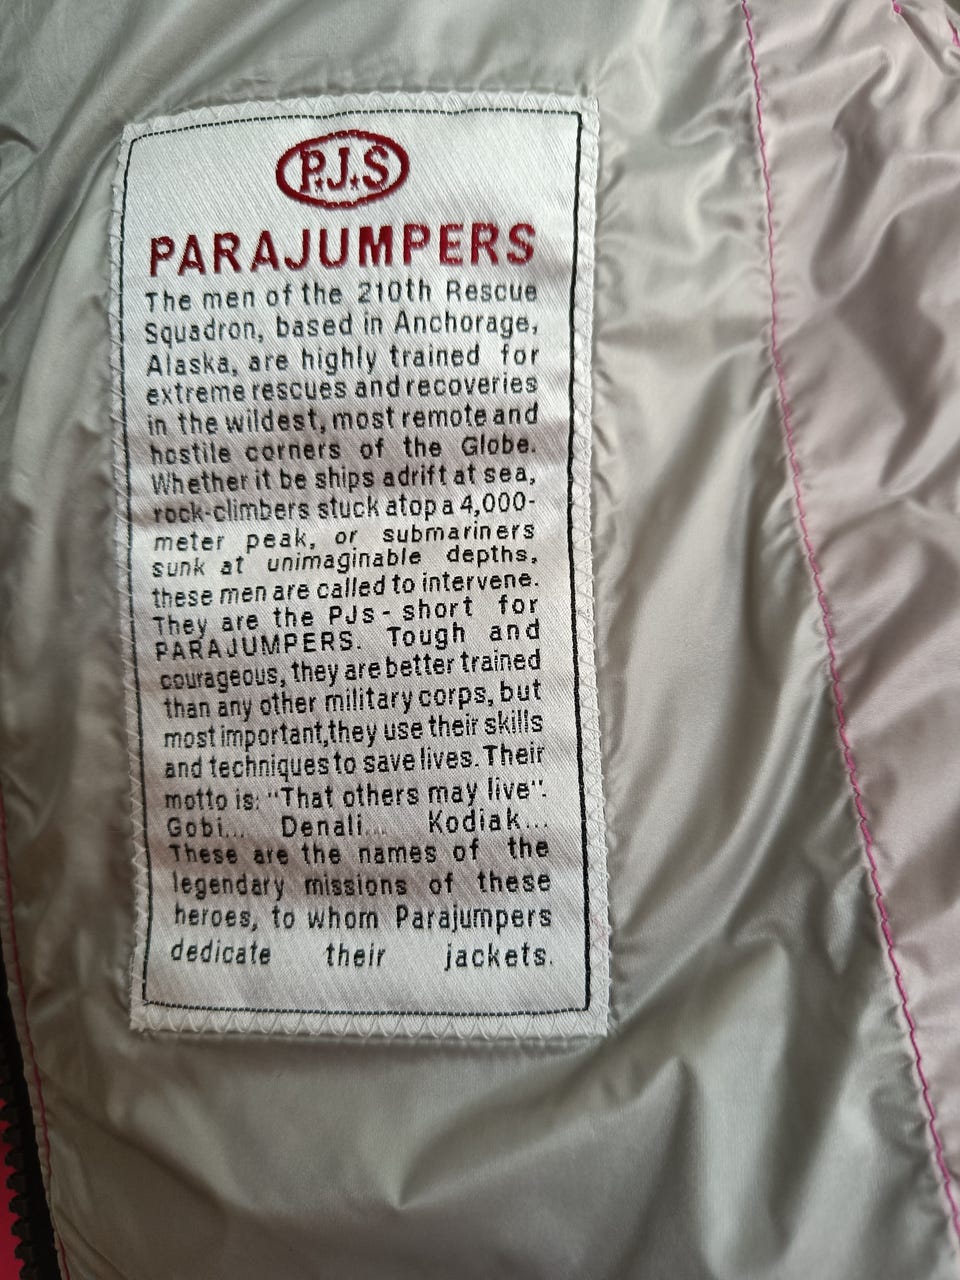 P.J.S
PARAJUMPERS
The men of the 210th Rescue
Squadron, based in Anchorage,
Alaska, are highly trained for
extreme rescues and recoveries
in the wildest, most remote and
hostile corners of the Globe.
Whether it be ships adrift at sea,
rock-climbers stuck atop a 4,000-
meter peak, or submariners
sunk at unimaginable depths,
these men are called to intervene.
They are the PJs - short for
PARAJUMPERS. Tough and
courageous, they are better trained
than any other military corps, but
most important,they use their skills
and techniques to save lives. Their
motto is: "That others may live".
Gobi... Denali... Kodiak...
These are the names of the
legendary missions of these
heroes, to whom Parajumpers
dedicate their jackets.